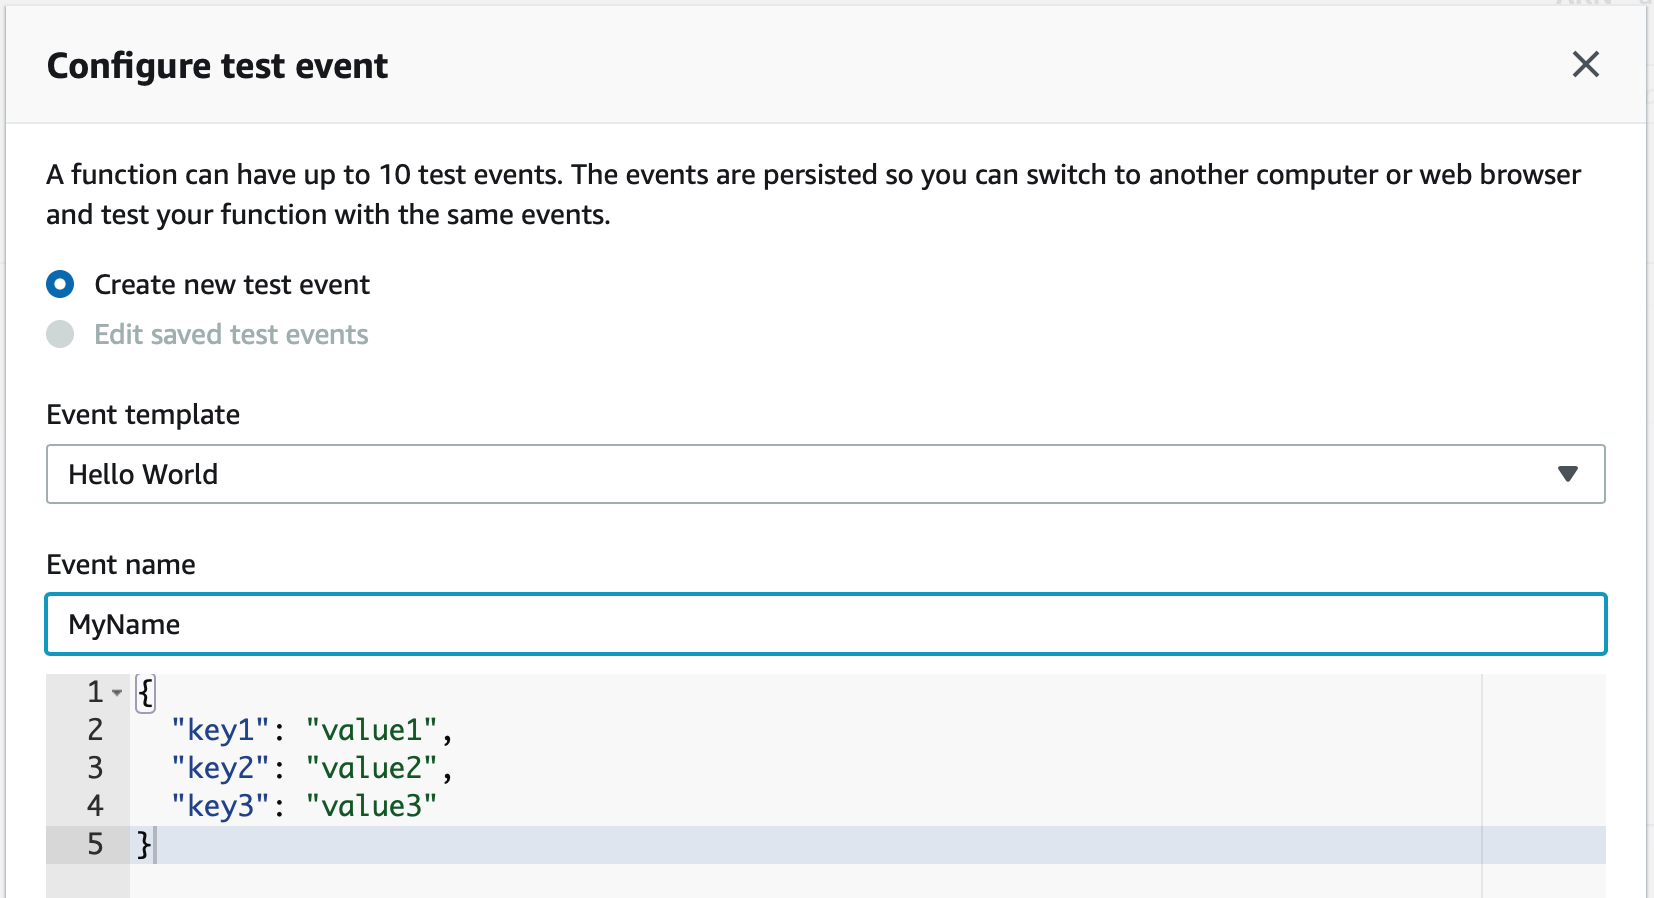 Configure test event
A function can have up to 10 test events. The events are persisted so you can switch to another computer or web browser
and test your function with the same events.
Create new test event
Edit saved test events
Event template
Hello World
Event name
MyName
1 {
2 "key1": "value1",
3 "key2": "value2",
4 "key3": "value3"
5 }